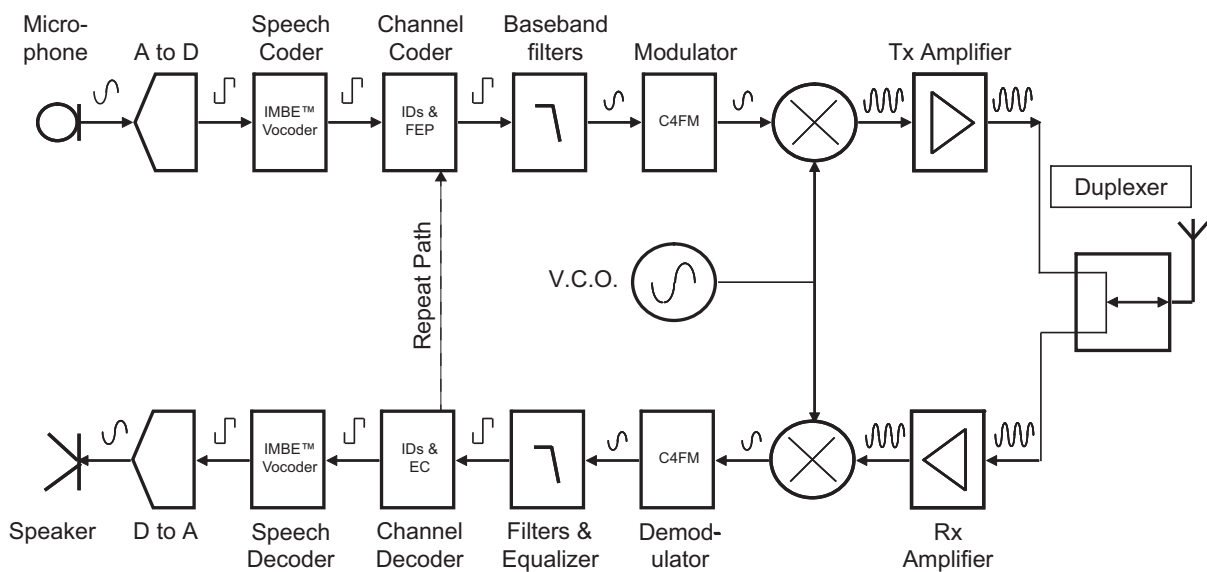 Micro-
phone
A to D
Speech
Coder
Channel
Coder
Baseband
filters
Modulator
Tx Amplifier
IMBE™
Vocoder
IDs &
FEP
C4FM
Duplexer
V.C.O.
Repeat Path
IMBE™
Vocoder
IDs &
EC
C4FM
Speaker
D to A
Speech
Decoder
Channel
Decoder
Filters &
Equalizer
Demod-
ulator
Rx
Amplifier